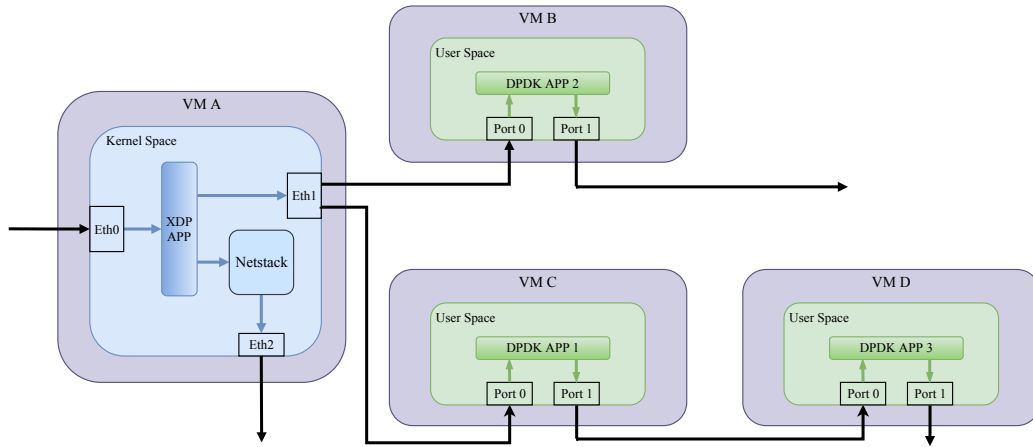 VM A
Kernel Space
Eth0
XDP
APP
Eth1
Netstack
Eth2
VM B
User Space
DPDK APP 2
Port 0
Port 1
VM C
User Space
DPDK APP 1
Port 0
Port 1
VM D
User Space
DPDK APP 3
Port 0
Port 1